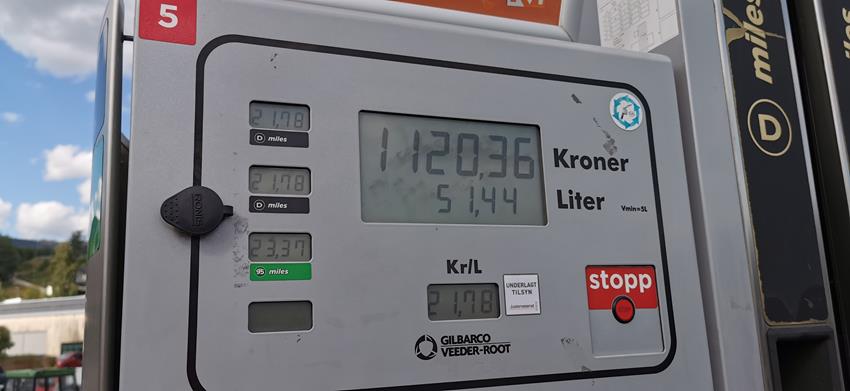 5
miles
21,78
D miles
21,78
D miles
23,37
95 miles
1120,36
Kroner
51,44
Liter
Vmin=5L
Kr/L
21,78
UNDERLAGT
TILSYN
stopp
GILBARCO
VEEDER-ROOT
D
miles